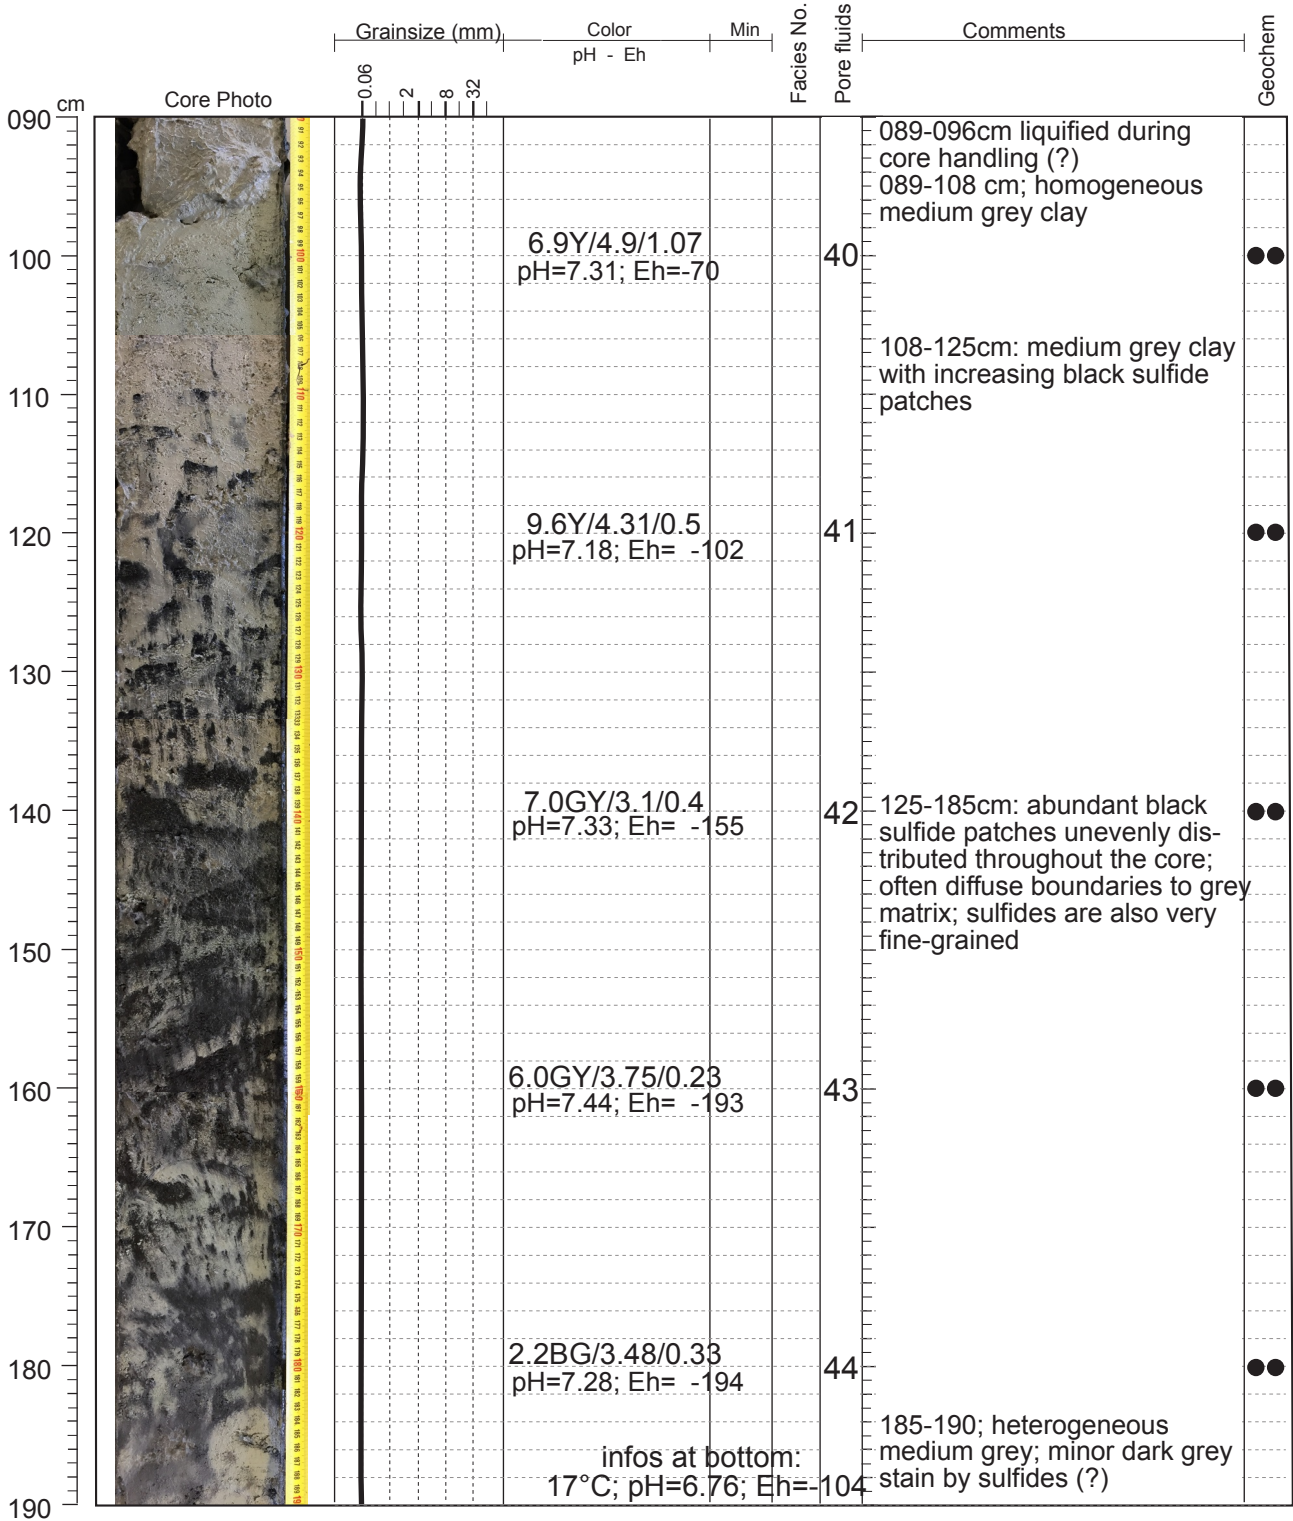 Grainsize (mm)
Color
Min
pH - Eh
Facies No.
Pore fluids
Comments
Geochem
cm
Core Photo
0.06
2
8
32
090
089-096cm liquified during
core handling (?)
089-108 cm; homogeneous
medium grey clay
100
6.9Y/4.9/1.07
pH=7.31; Eh=-70
40
108-125cm: medium grey clay
with increasing black sulfide
patches
110
120
9.6Y/4.31/0.5
pH=7.18; Eh= -102
41
130
140
7.0GY/3.1/0.4
pH=7.33; Eh= -155
42
125-185cm: abundant black
sulfide patches unevenly dis-
tributed throughout the core;
often diffuse boundaries to grey
matrix; sulfides are also very
fine-grained
150
160
6.0GY/3.75/0.23
pH=7.44; Eh= -193
43
170
180
2.2BG/3.48/0.33
pH=7.28; Eh= -194
44
185-190; heterogeneous
medium grey; minor dark grey
stain by sulfides (?)
infos at bottom:
17°C; pH=6.76; Eh=-104
190